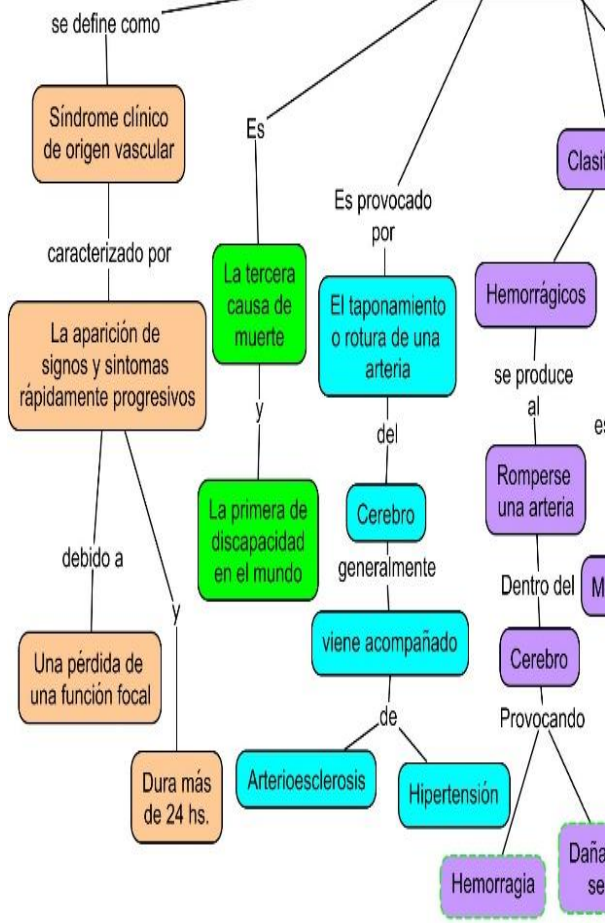 se define como
Síndrome clínico
de origen vascular
caracterizado por
La aparición de
signos y sintomas
rápidamente progresivos
debido a
Una pérdida de
una función focal
y
Dura más
de 24 hs.
Es
La tercera
causa de
muerte
y
La primera de
discapacidad
en el mundo
Es provocado
por
El taponamiento
o rotura de una
arteria
del
Cerebro
generalmente
viene acompañado
de
Arterioesclerosis
Hipertensión
Hemorrágicos
se produce
al
Romperse
una arteria
Dentro del
Cerebro
Provocando
Hemorragia